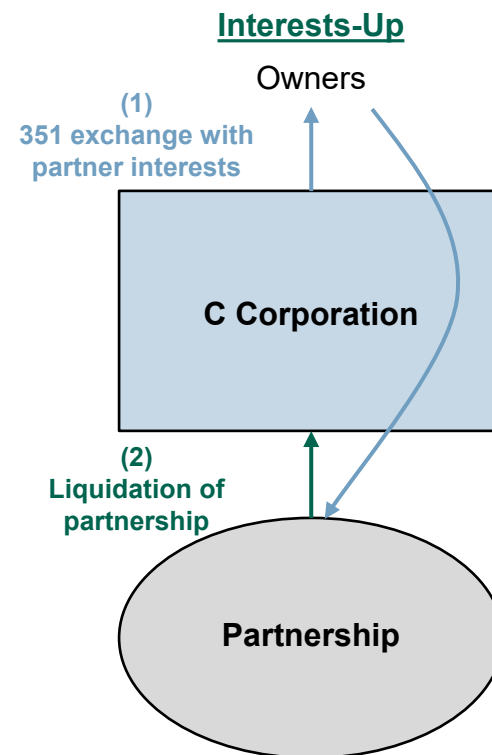 Interests-Up
Owners
(1)
351 exchange with
partner interests
C Corporation
(2)
Liquidation of
partnership
Partnership